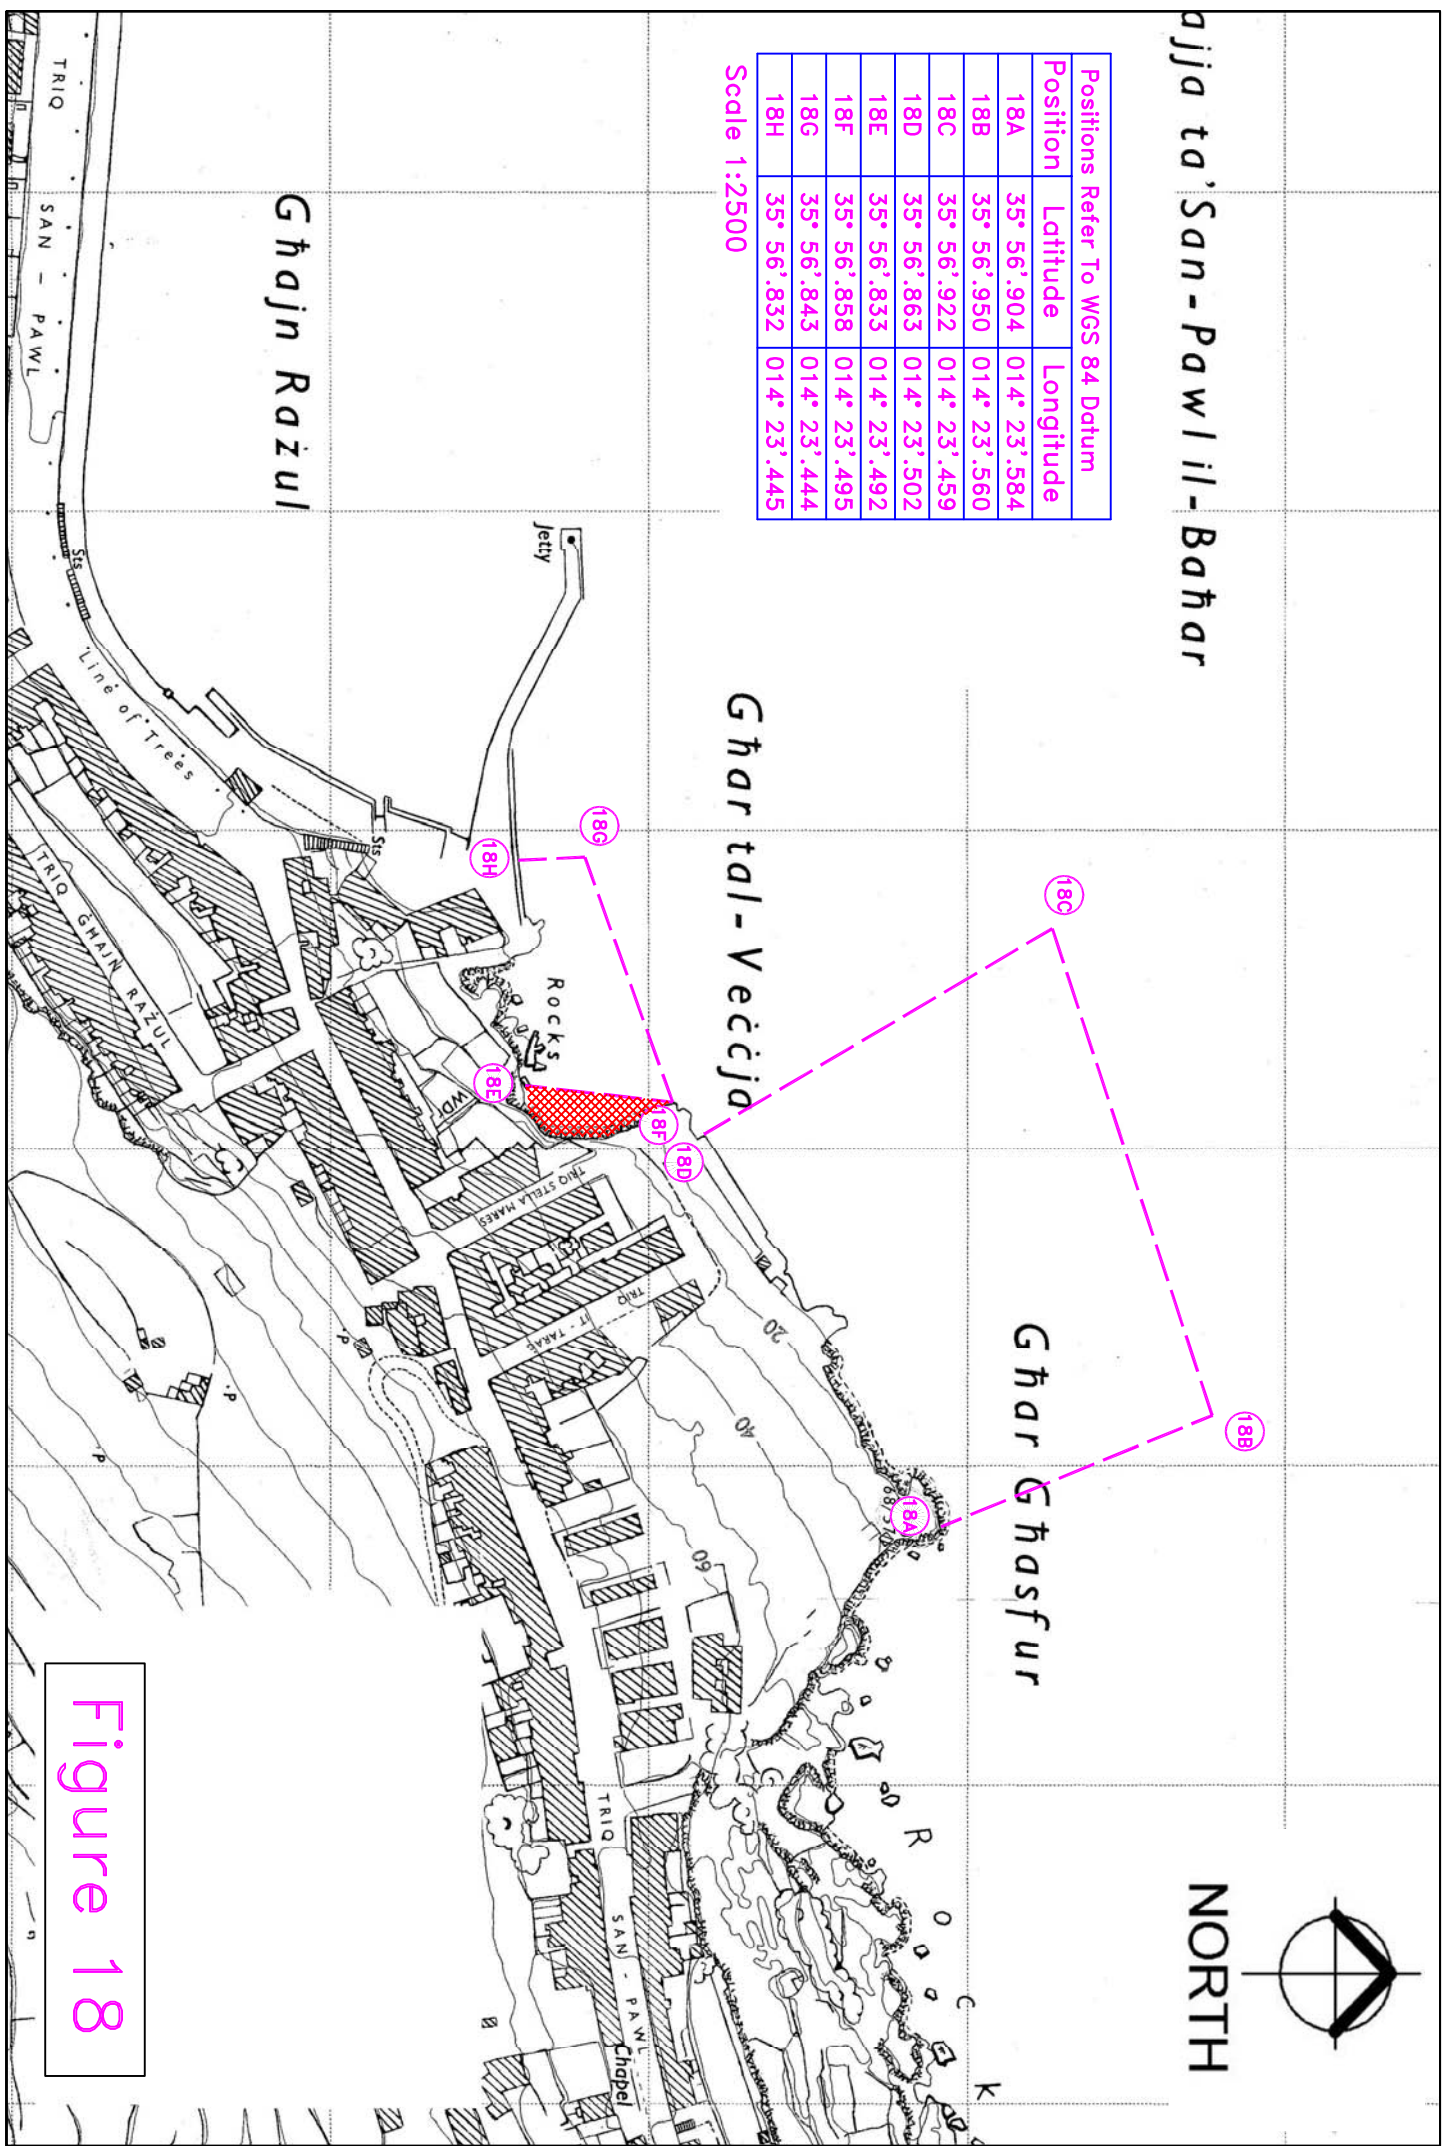 ajja ta' San-Pawl il-Baħar
Positions Refer To WGS 84 Datum
Position Latitude Longitude
18A 35° 56'.904 014° 23'.584
18B 35° 56'.950 014° 23'.560
18C 35° 56'.922 014° 23'.459
18D 35° 56'.863 014° 23'.502
18E 35° 56'.833 014° 23'.492
18F 35° 56'.858 014° 23'.495
18G 35° 56'.843 014° 23'.444
18H 35° 56'.832 014° 23'.445
Scale 1:2500
NORTH
Għar Għasfur
Għar tal-Veċċja
Għajn Rażul
18B
18C
18A
18G
18H
18D
18F
18E
Jetty
Rocks
ROCK
Sts
Sts
Line of Trees
WD
20
40
60
TRIQ SAN - PAWL
TRIQ GĦAJN RAŻUL
TRIQ STELLA MARES
TRIQ IT - TARAĠ
TRIQ SAN - PAWL
Chapel
P
P
P
Figure 18